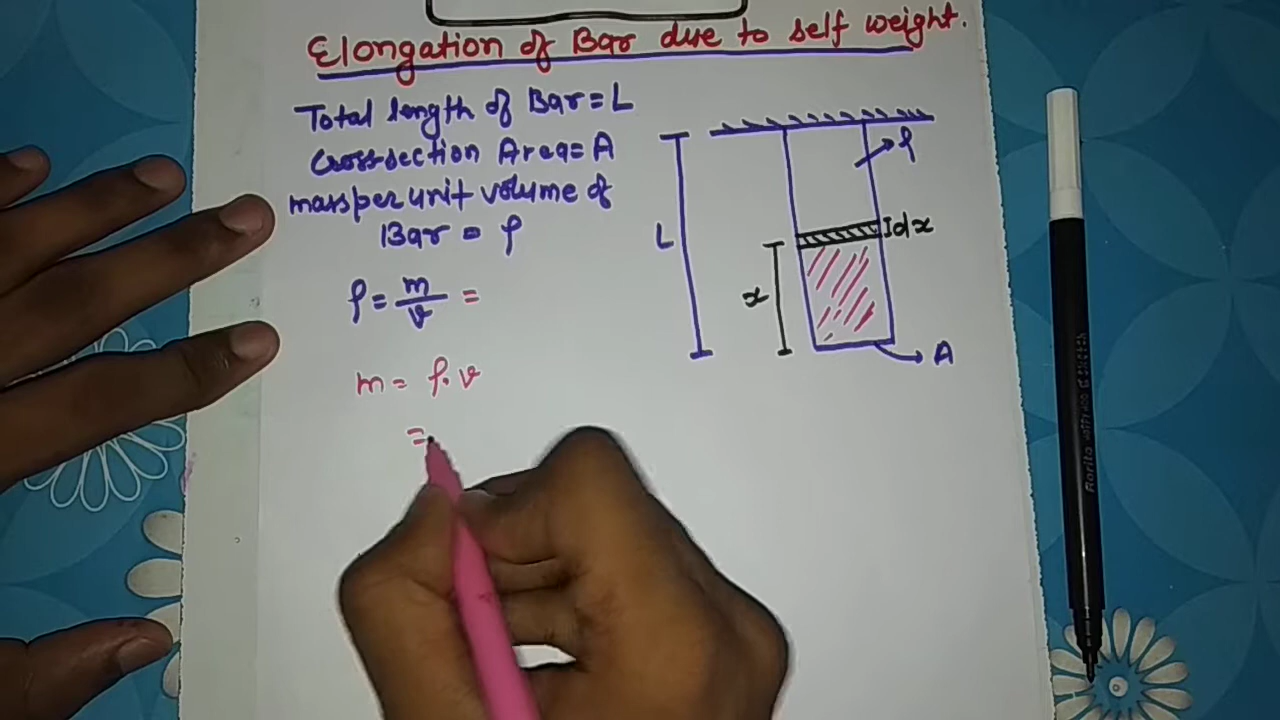 Elongation of Bar due to self weight.
Total length of Bar = L
Cross-section Area = A
mass per unit volume of
Bar = ρ
ρ = m/v =
m = ρ. v
=
ρ
dx
L
x
A